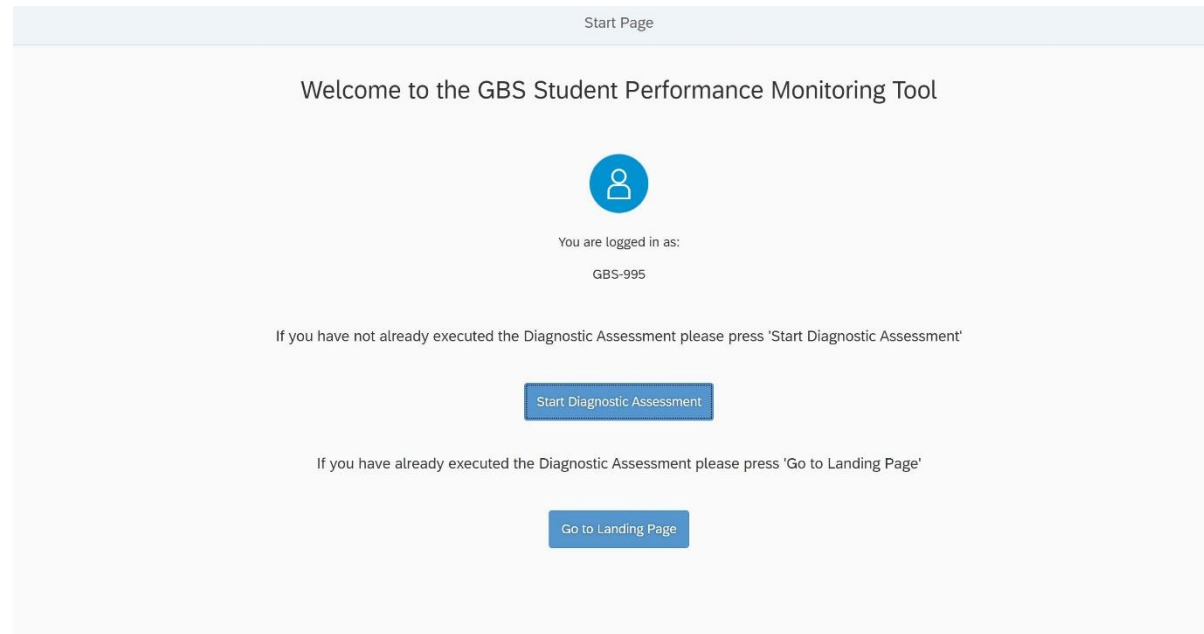 Start Page
Welcome to the GBS Student Performance Monitoring Tool
You are logged in as:
GBS-995
If you have not already executed the Diagnostic Assessment please press 'Start Diagnostic Assessment'
Start Diagnostic Assessment
If you have already executed the Diagnostic Assessment please press 'Go to Landing Page'
Go to Landing Page